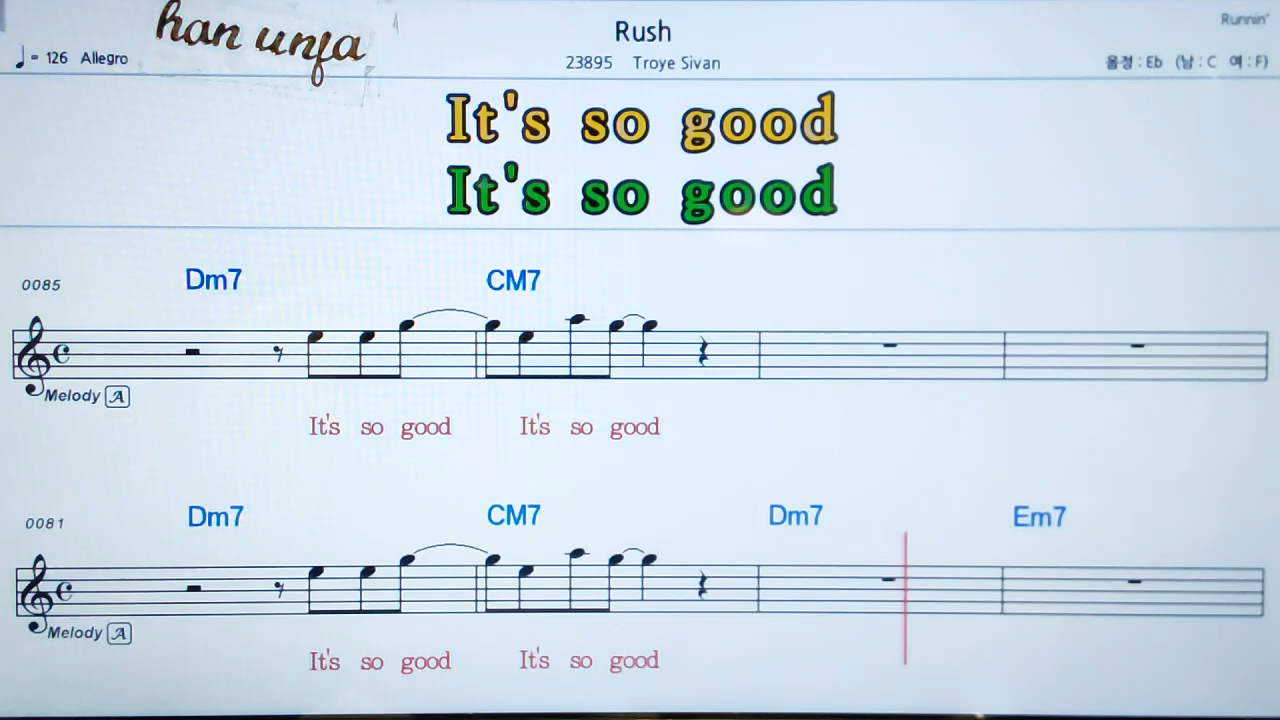 han unfa
Rush
Runnin'
♩= 126 Allegro
23895 Troye Sivan
음정 : Eb (남 : C 여 : F)
It's so good
It's so good
0085 Dm7 CM7
Melody A
It's so good It's so good
0081 Dm7 CM7 Dm7 Em7
Melody A
It's so good It's so good